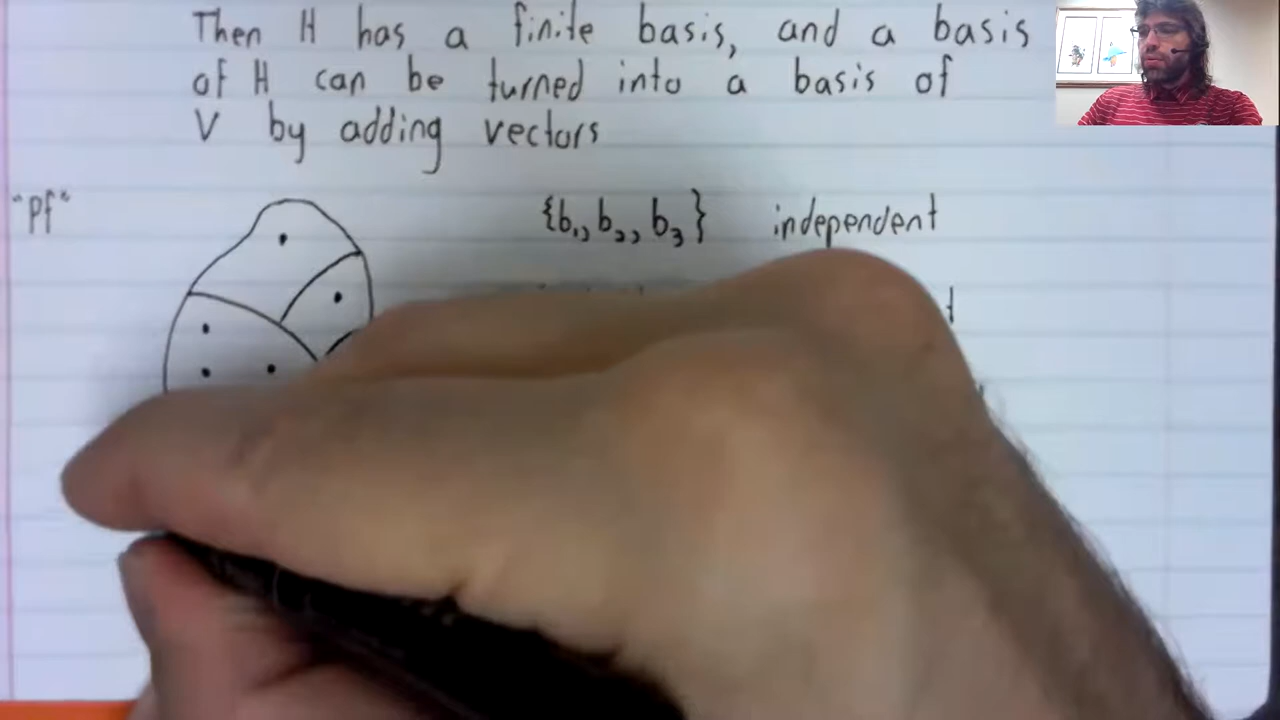 Then H has a finite basis, and a basis
of H can be turned into a basis of
V by adding vectors
"Pf"
{b₁, b₂, b₃} independent